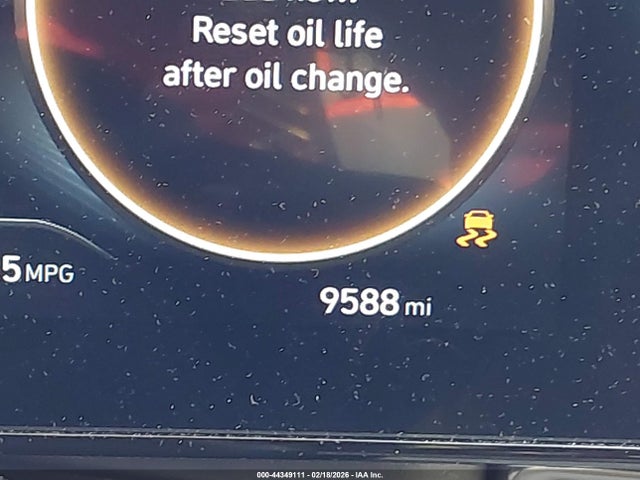 Reset oil life
after oil change.
5 MPG
9588 mi
000-44349111 - 02/18/2026 - IAA Inc.